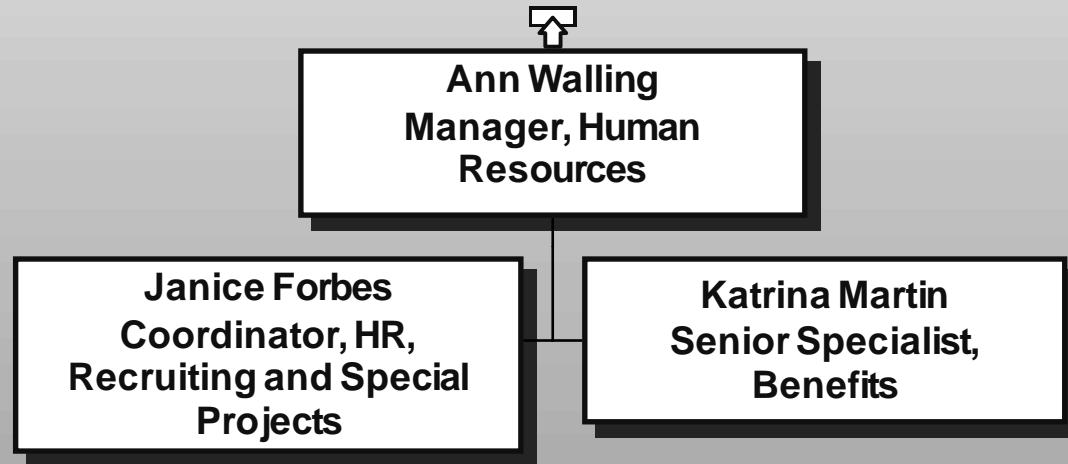 Ann Walling
Manager, Human
Resources
Janice Forbes
Coordinator, HR,
Recruiting and Special
Projects
Katrina Martin
Senior Specialist,
Benefits